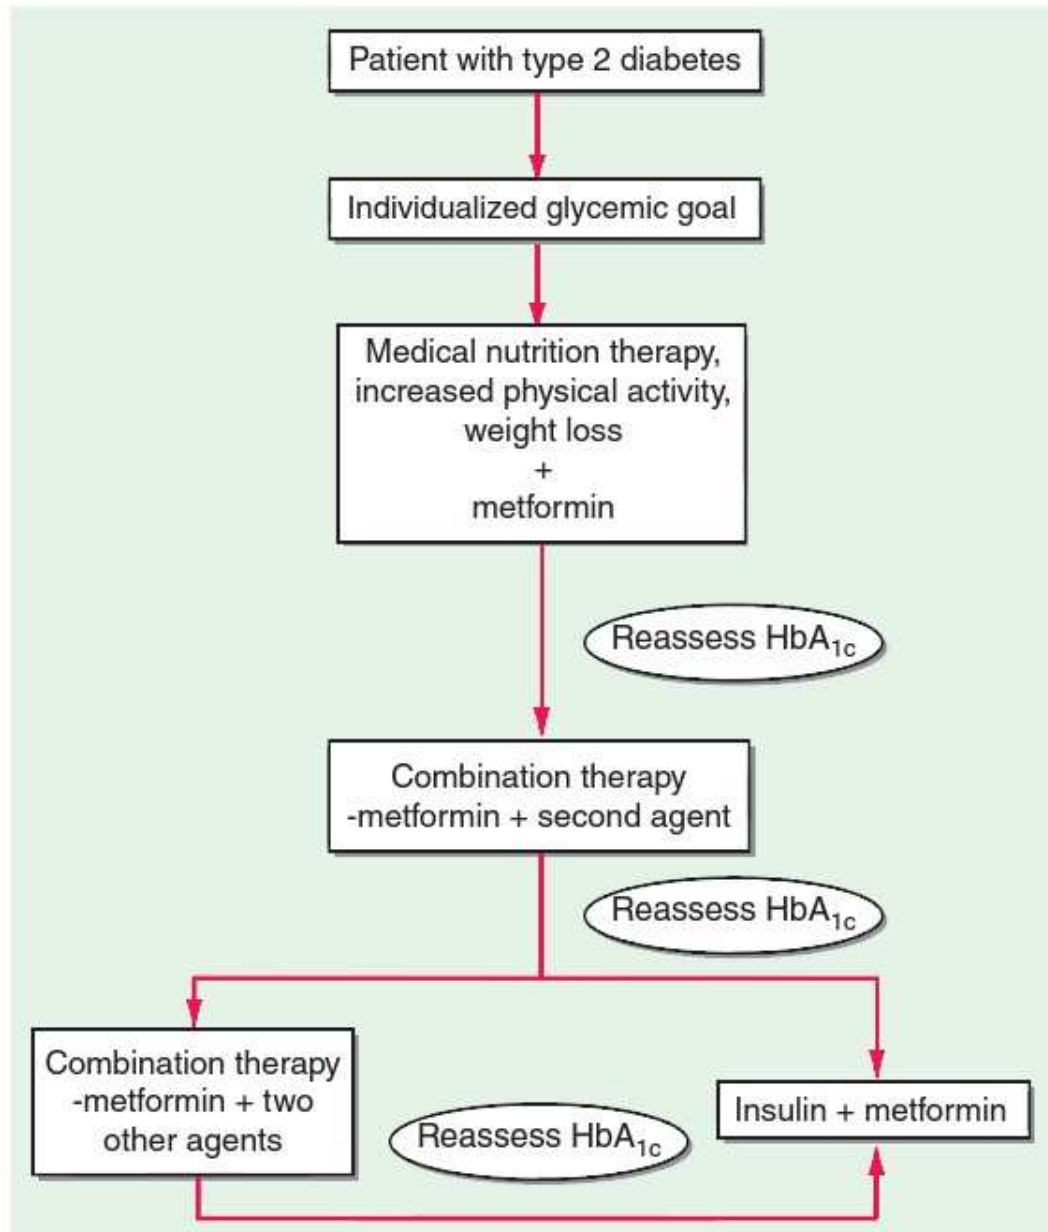 Patient with type 2 diabetes
Individualized glycemic goal
Medical nutrition therapy,
increased physical activity,
weight loss
+
metformin
Reassess HbA1c
Combination therapy
-metformin + second agent
Reassess HbA1c
Combination therapy
-metformin + two
other agents
Reassess HbA1c
Insulin + metformin